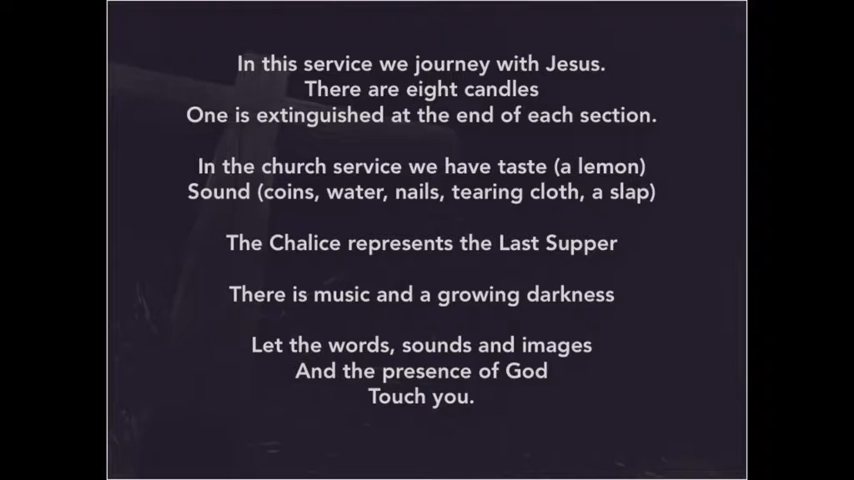 In this service we journey with Jesus.
There are eight candles
One is extinguished at the end of each section.
In the church service we have taste (a lemon)
Sound (coins, water, nails, tearing cloth, a slap)
The Chalice represents the Last Supper
There is music and a growing darkness
Let the words, sounds and images
And the presence of God
Touch you.